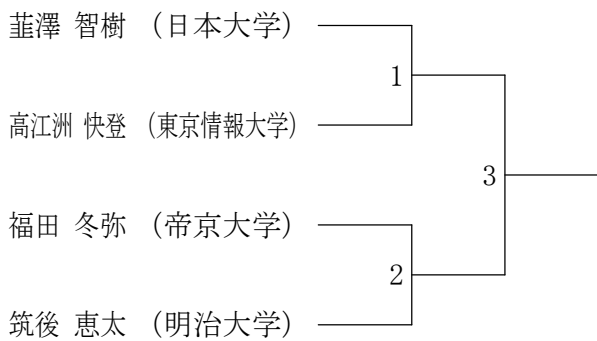 韮澤 智樹 (日本大学)
1
高江洲 快登 (東京情報大学)
3
福田 冬弥 (帝京大学)
2
筑後 恵太 (明治大学)